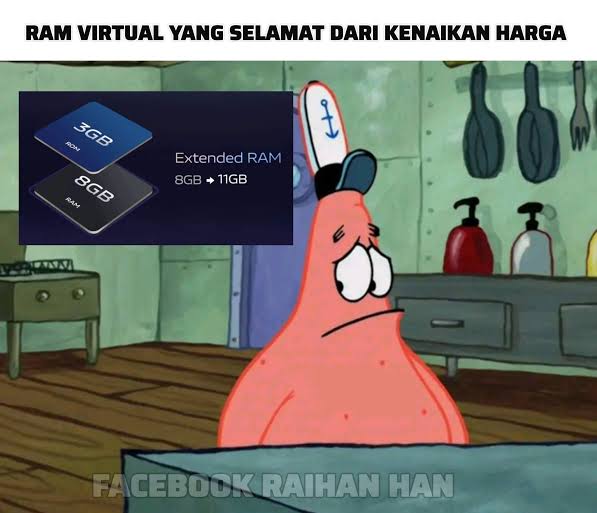 RAM VIRTUAL YANG SELAMAT DARI KENAIKAN HARGA
3GB
ROM
8GB
RAM
Extended RAM
8GB → 11GB
FACEBOOK RAIHAN HAN